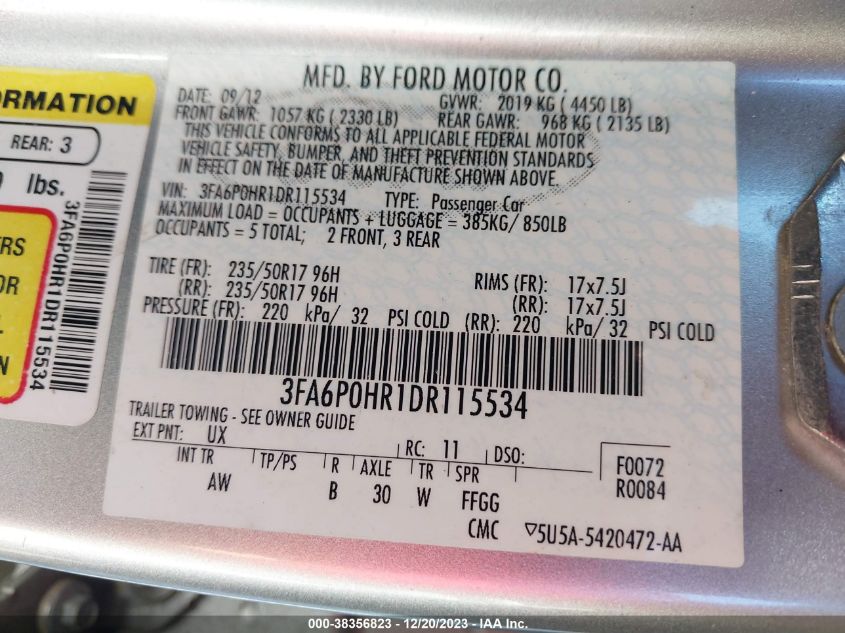 ORMATION
REAR: 3
lbs.
3FA6P0HR1DR115534
ERS
OR
L
N
MFD. BY FORD MOTOR CO.
DATE: 09/12 GVWR: 2019 KG ( 4450 LB)
FRONT GAWR: 1057 KG ( 2330 LB) REAR GAWR: 968 KG ( 2135 LB)
THIS VEHICLE CONFORMS TO ALL APPLICABLE FEDERAL MOTOR
VEHICLE SAFETY, BUMPER, AND THEFT PREVENTION STANDARDS
IN EFFECT ON THE DATE OF MANUFACTURE SHOWN ABOVE.
VIN: 3FA6P0HR1DR115534 TYPE: Passenger Car
MAXIMUM LOAD = OCCUPANTS + LUGGAGE = 385KG/ 850LB
OCCUPANTS = 5 TOTAL; 2 FRONT, 3 REAR
TIRE (FR): 235/50R17 96H RIMS (FR): 17x7.5J
(RR): 235/50R17 96H (RR): 17x7.5J
PRESSURE (FR): 220 kPa/ 32 PSI COLD (RR): 220 kPa/ 32 PSI COLD
3FA6P0HR1DR115534
TRAILER TOWING - SEE OWNER GUIDE
EXT PNT: UX RC: 11 DSO:
INT TR TP/PS R AXLE TR SPR F0072
AW B 30 W FFGG R0084
CMC ▽5U5A-5420472-AA
000-38356823 - 12/20/2023 - IAA Inc.